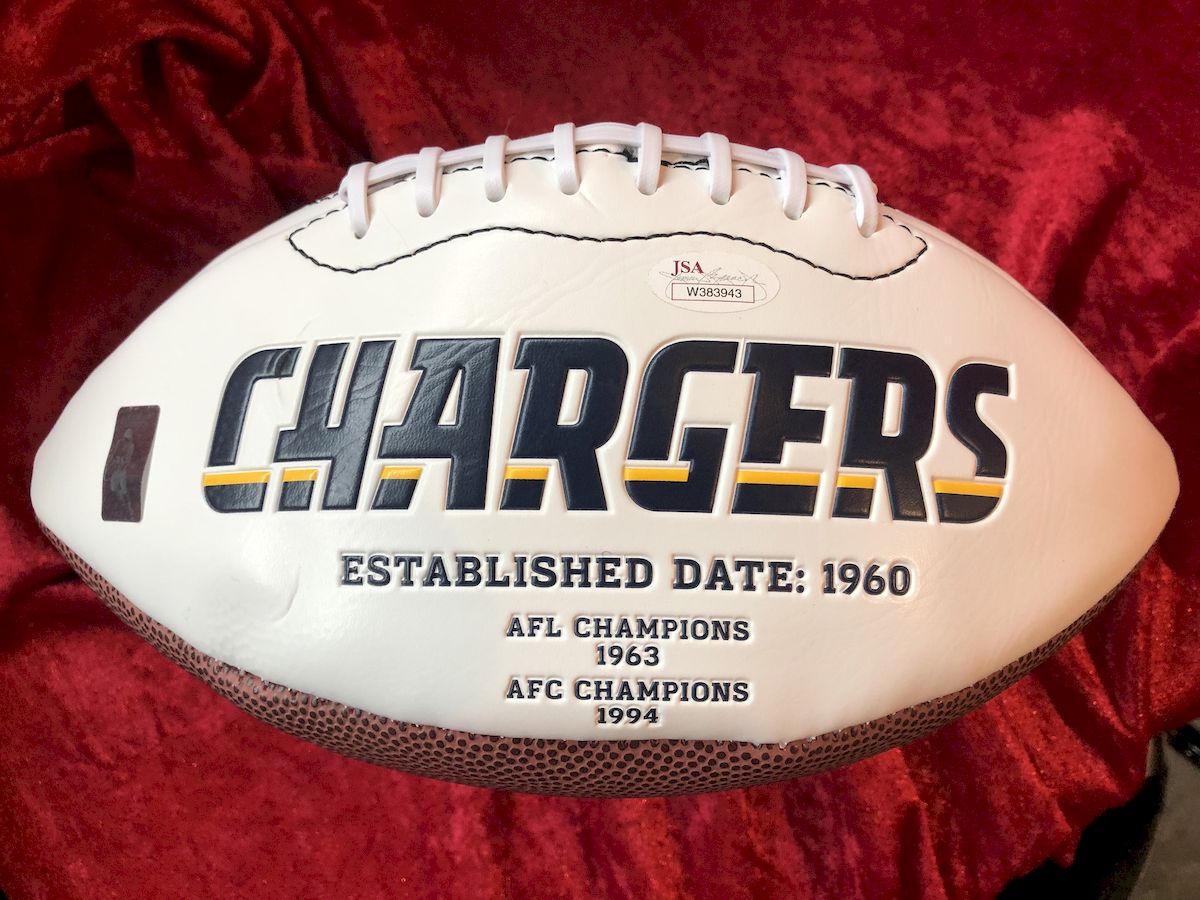 JSA
W383943
CHARGERS
ESTABLISHED DATE: 1960
AFL CHAMPIONS
1963
AFC CHAMPIONS
1994